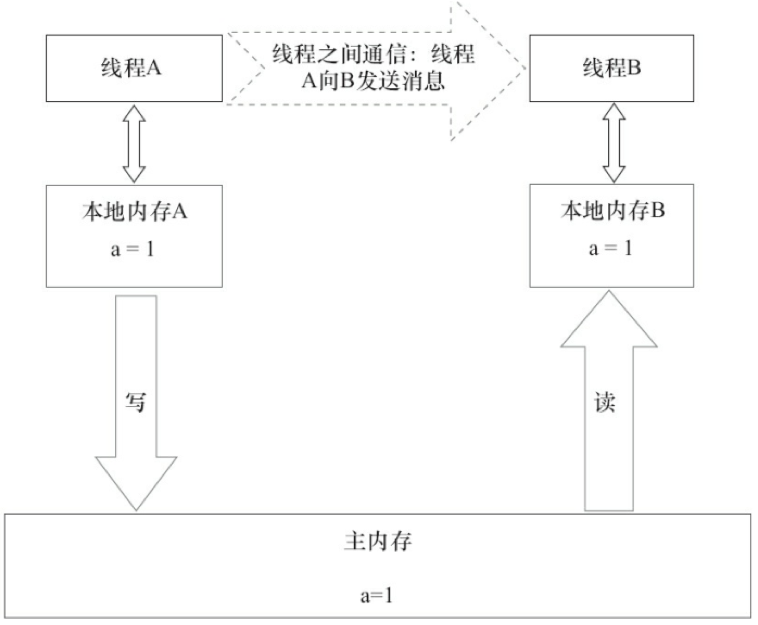 线程A
线程之间通信：线程
A向B发送消息
线程B
本地内存A
a = 1
本地内存B
a = 1
写
读
主内存
a=1